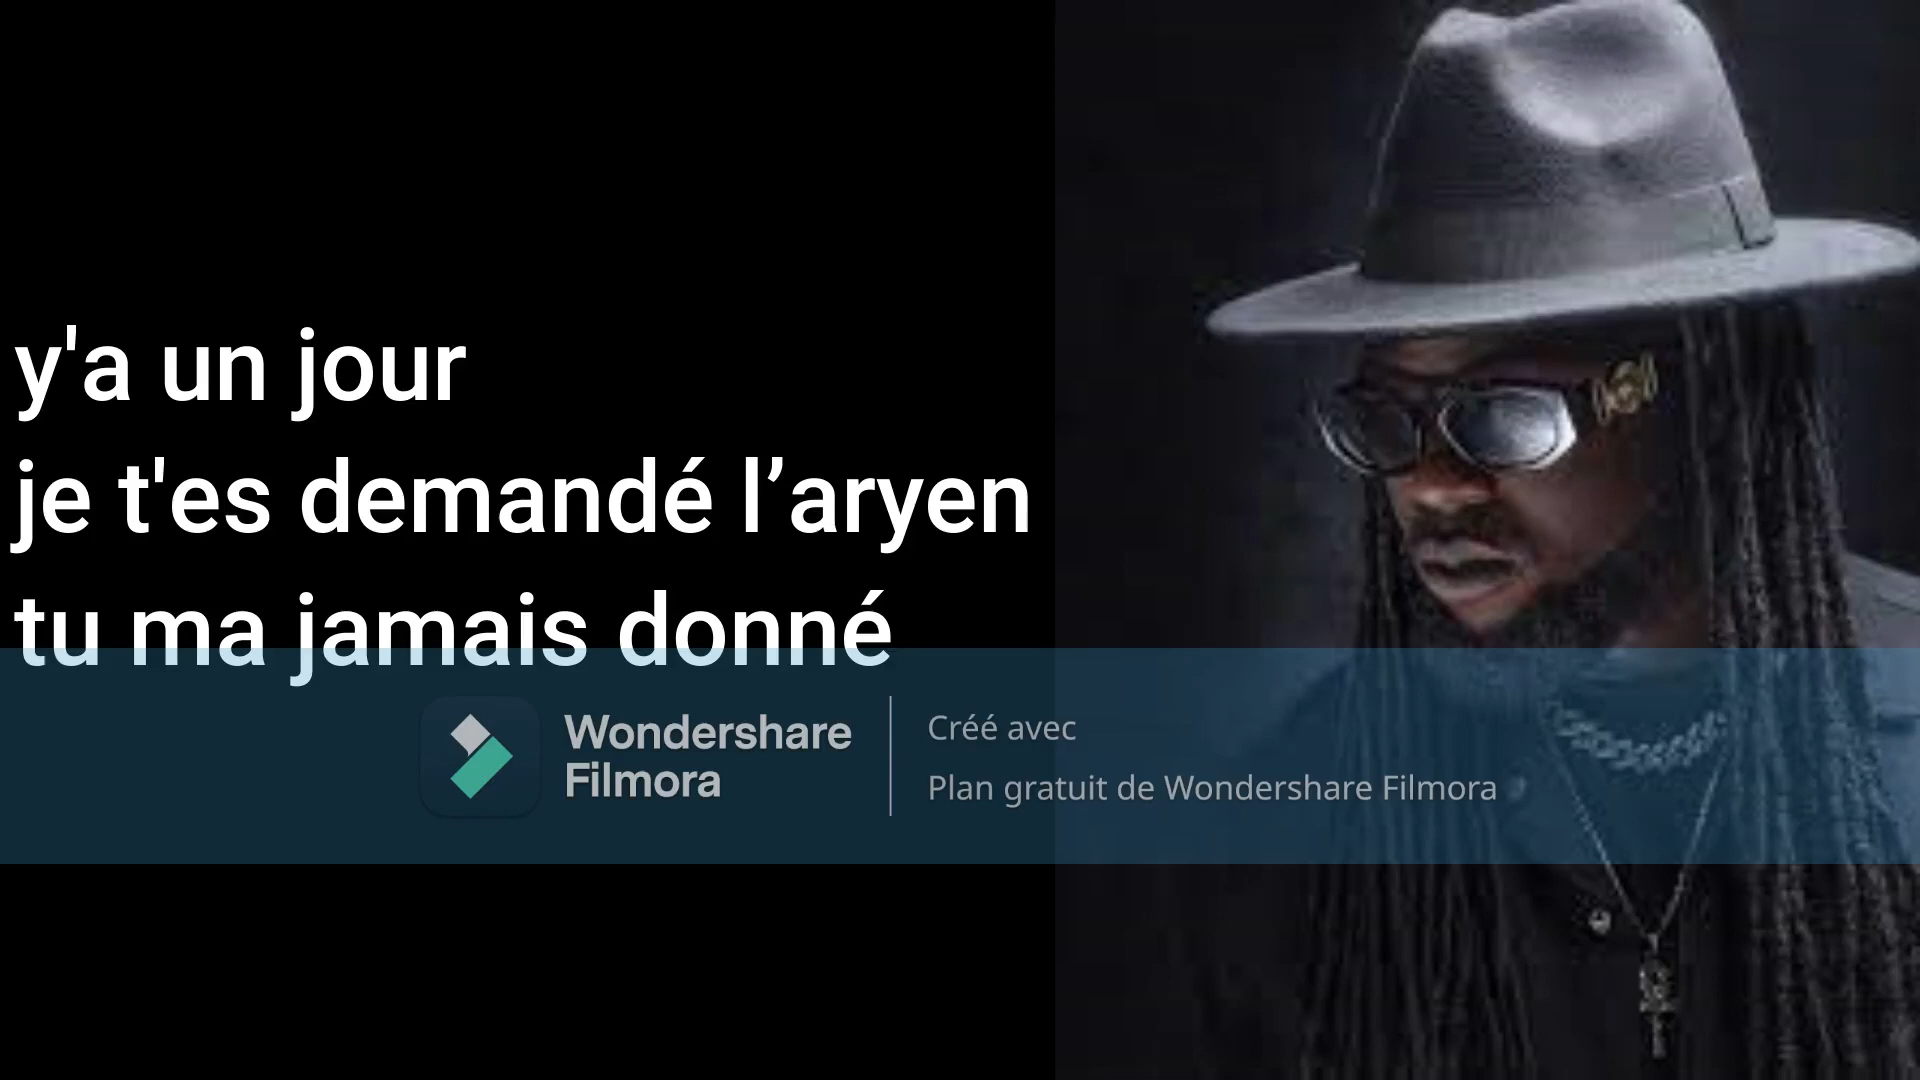 y'a un jour
je t'es demandé l’aryen
tu ma jamais donné
Wondershare
Filmora
Créé avec
Plan gratuit de Wondershare Filmora